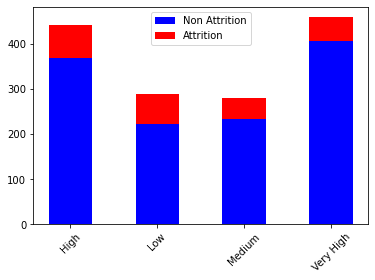 Non Attrition
Attrition
400
300
200
100
0
High
Low
Medium
Very High